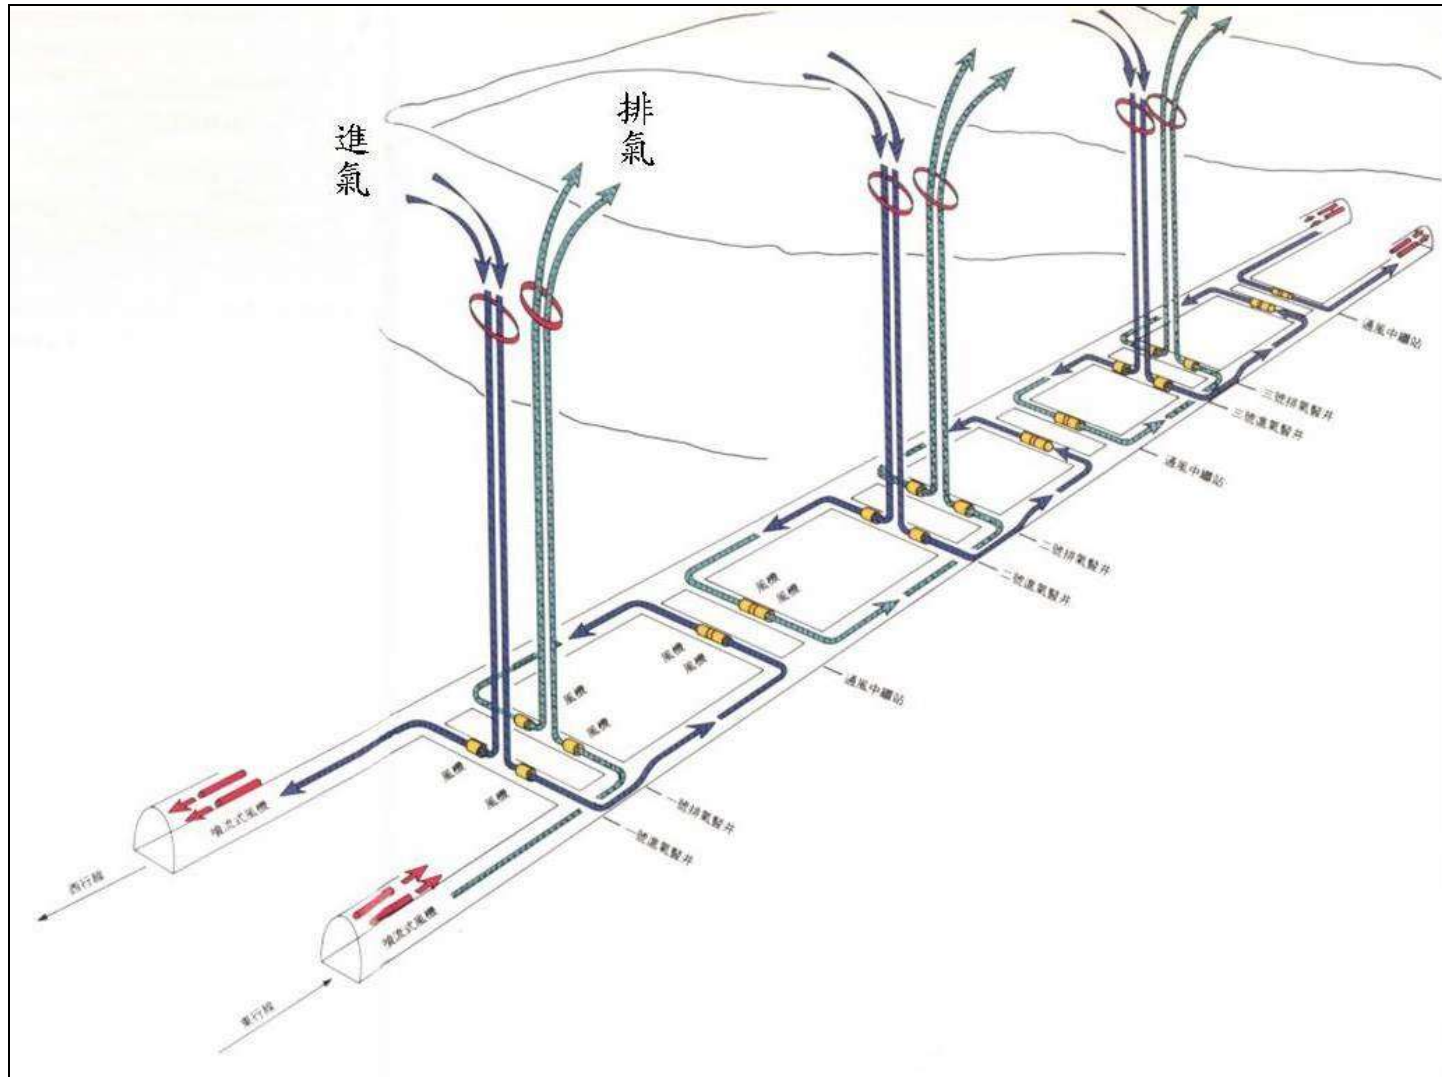 進氣
排氣
通風中繼站
三號排氣豎井
三號進氣豎井
通風中繼站
二號排氣豎井
二號進氣豎井
風機
風機
通風中繼站
風機
風機
風機
風機
風機
風機
一號排氣豎井
一號進氣豎井
噴流式風機
西行線
噴流式風機
東行線